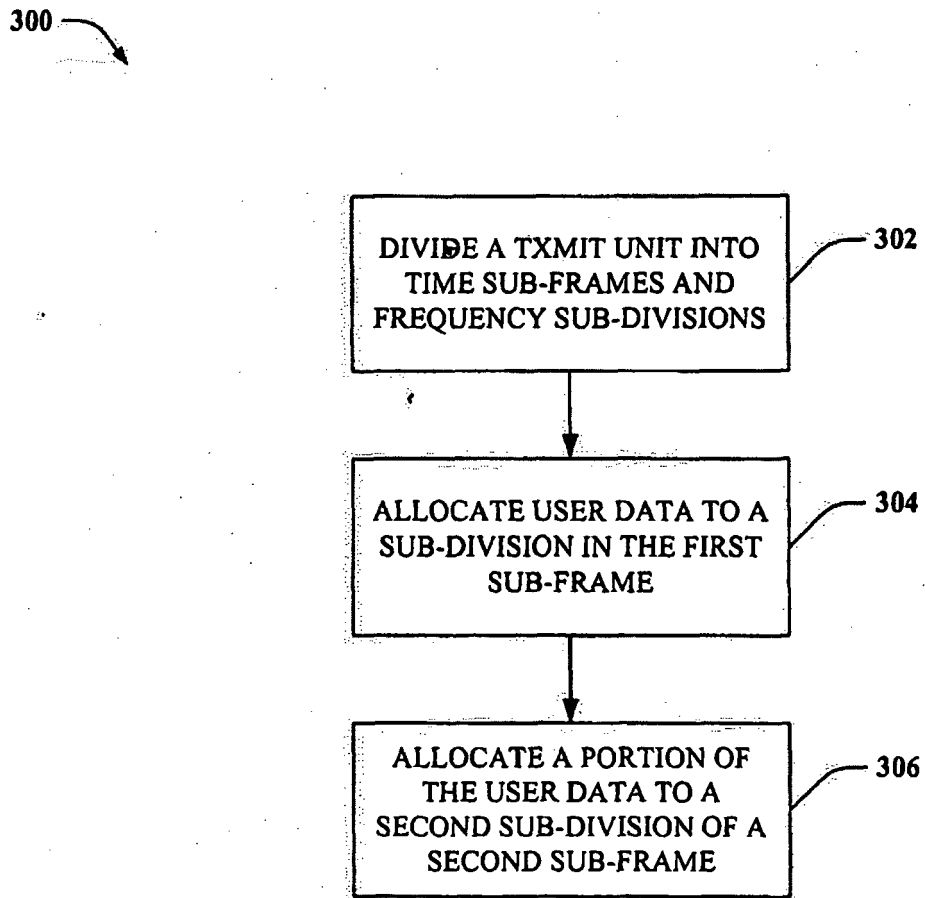 300
DIVIDE A TXMIT UNIT INTO
TIME SUB-FRAMES AND
FREQUENCY SUB-DIVISIONS
302
ALLOCATE USER DATA TO A
SUB-DIVISION IN THE FIRST
SUB-FRAME
304
ALLOCATE A PORTION OF
THE USER DATA TO A
SECOND SUB-DIVISION OF A
SECOND SUB-FRAME
306